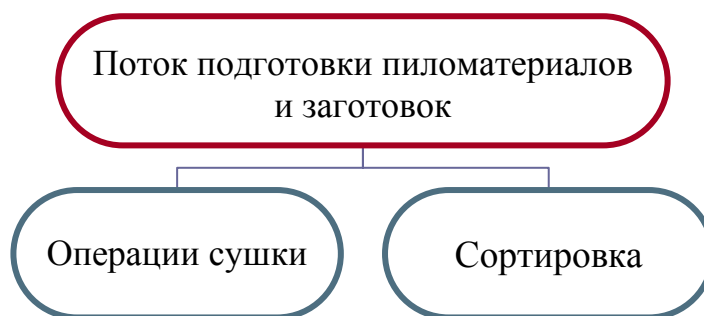 Поток подготовки пиломатериалов
и заготовок
Операции сушки
Сортировка